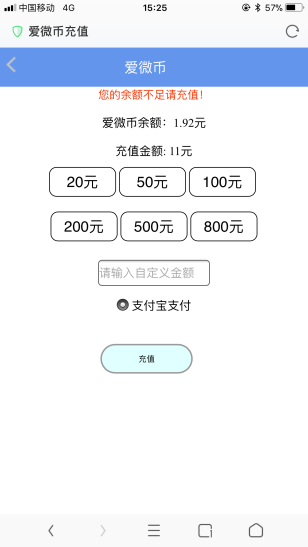 中国移动 4G 15:25 57%
爱微币充值
爱微币
您的余额不足请充值!
爱微币余额: 1.92元
充值金额: 11元
20元 50元 100元
200元 500元 800元
请输入自定义金额
支付宝支付
充值